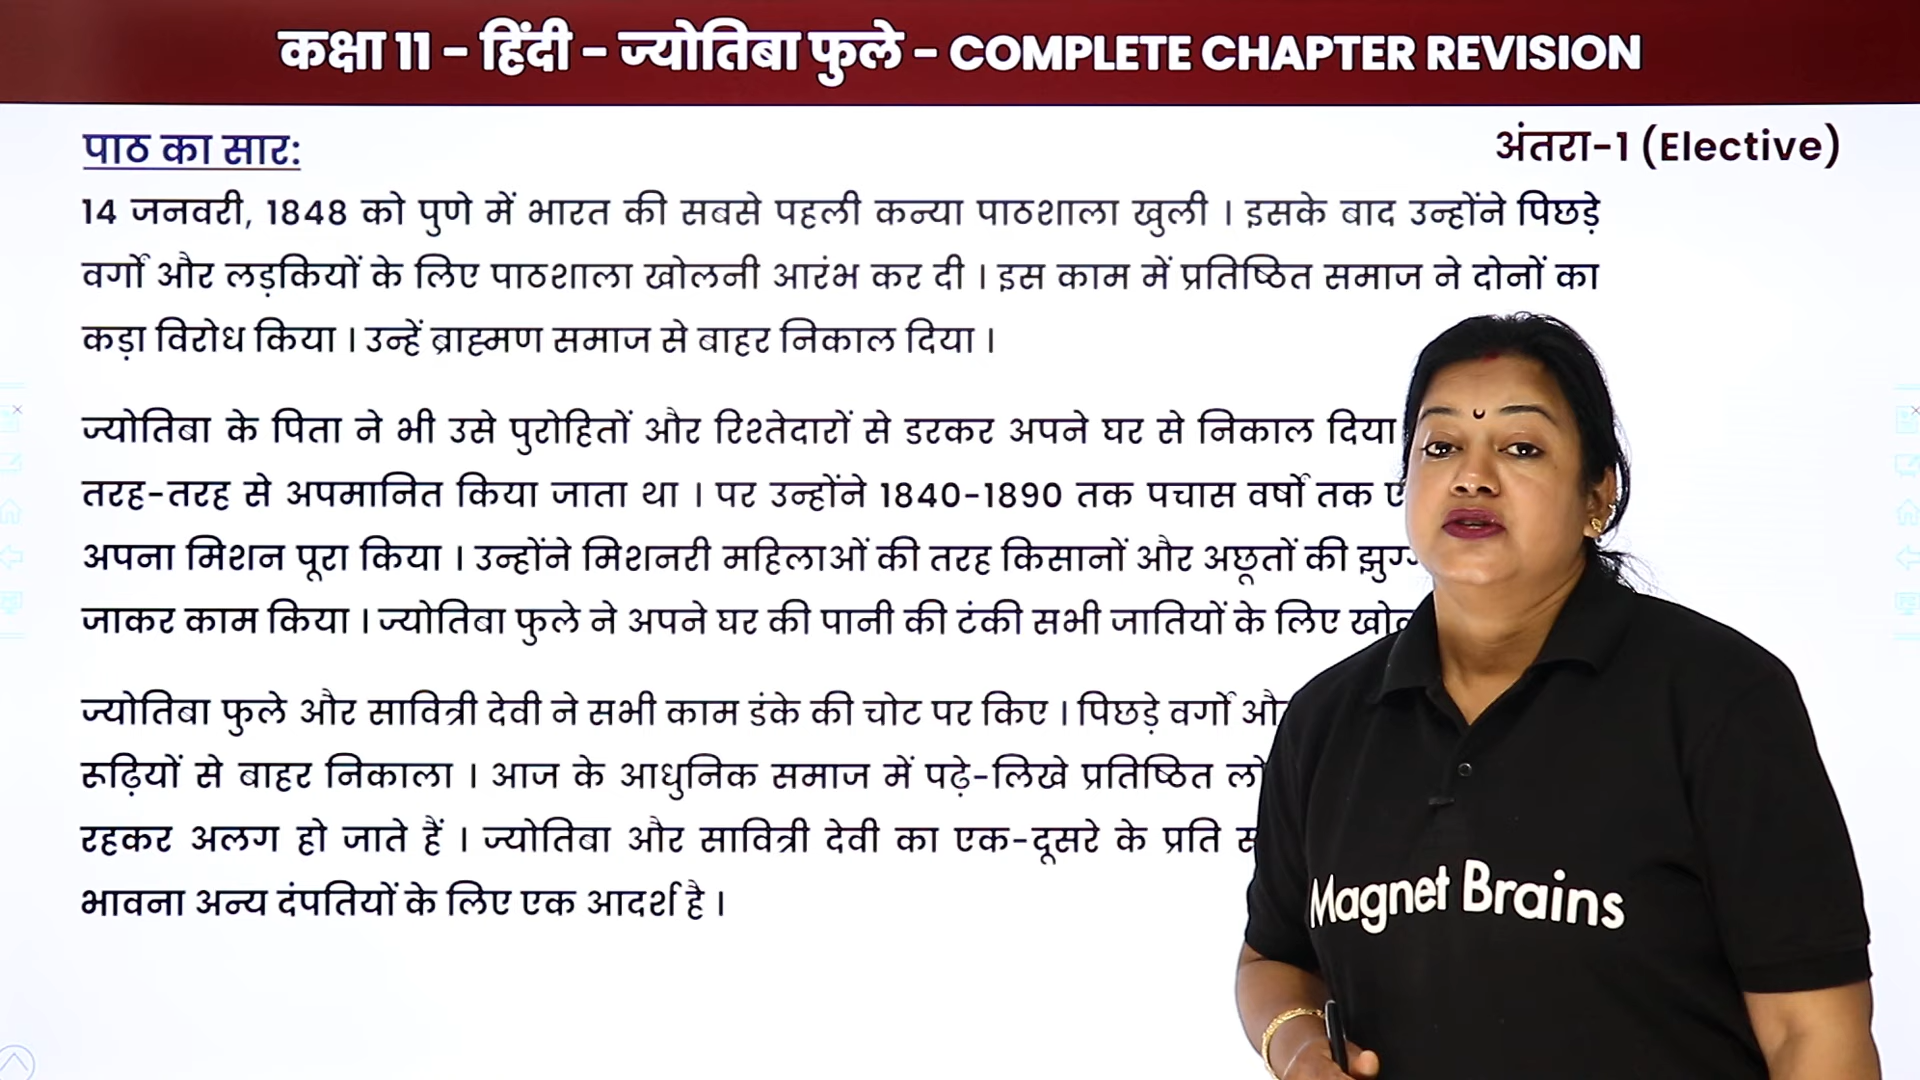 कक्षा 11 - हिंदी - ज्योतिबा फुले - COMPLETE CHAPTER REVISION
पाठ का सार:
अंतरा-1 (Elective)
14 जनवरी, 1848 को पुणे में भारत की सबसे पहली कन्या पाठशाला खुली । इसके बाद उन्होंने पिछड़े
वर्गों और लड़कियों के लिए पाठशाला खोलनी आरंभ कर दी । इस काम में प्रतिष्ठित समाज ने दोनों का
कड़ा विरोध किया । उन्हें ब्राह्मण समाज से बाहर निकाल दिया ।
ज्योतिबा के पिता ने भी उसे पुरोहितों और रिश्तेदारों से डरकर अपने घर से निकाल दिया
तरह-तरह से अपमानित किया जाता था । पर उन्होंने 1840-1890 तक पचास वर्षों तक
अपना मिशन पूरा किया । उन्होंने मिशनरी महिलाओं की तरह किसानों और अछूतों की
जाकर काम किया । ज्योतिबा फुले ने अपने घर की पानी की टंकी सभी जातियों के लिए
ज्योतिबा फुले और सावित्री देवी ने सभी काम डंके की चोट पर किए । पिछड़े वर्गों
रूढ़ियों से बाहर निकाला । आज के आधुनिक समाज में पढ़े-लिखे प्रतिष्ठित
रहकर अलग हो जाते हैं । ज्योतिबा और सावित्री देवी का एक-दूसरे के प्रति
भावना अन्य दंपतियों के लिए एक आदर्श है ।
Magnet Brains